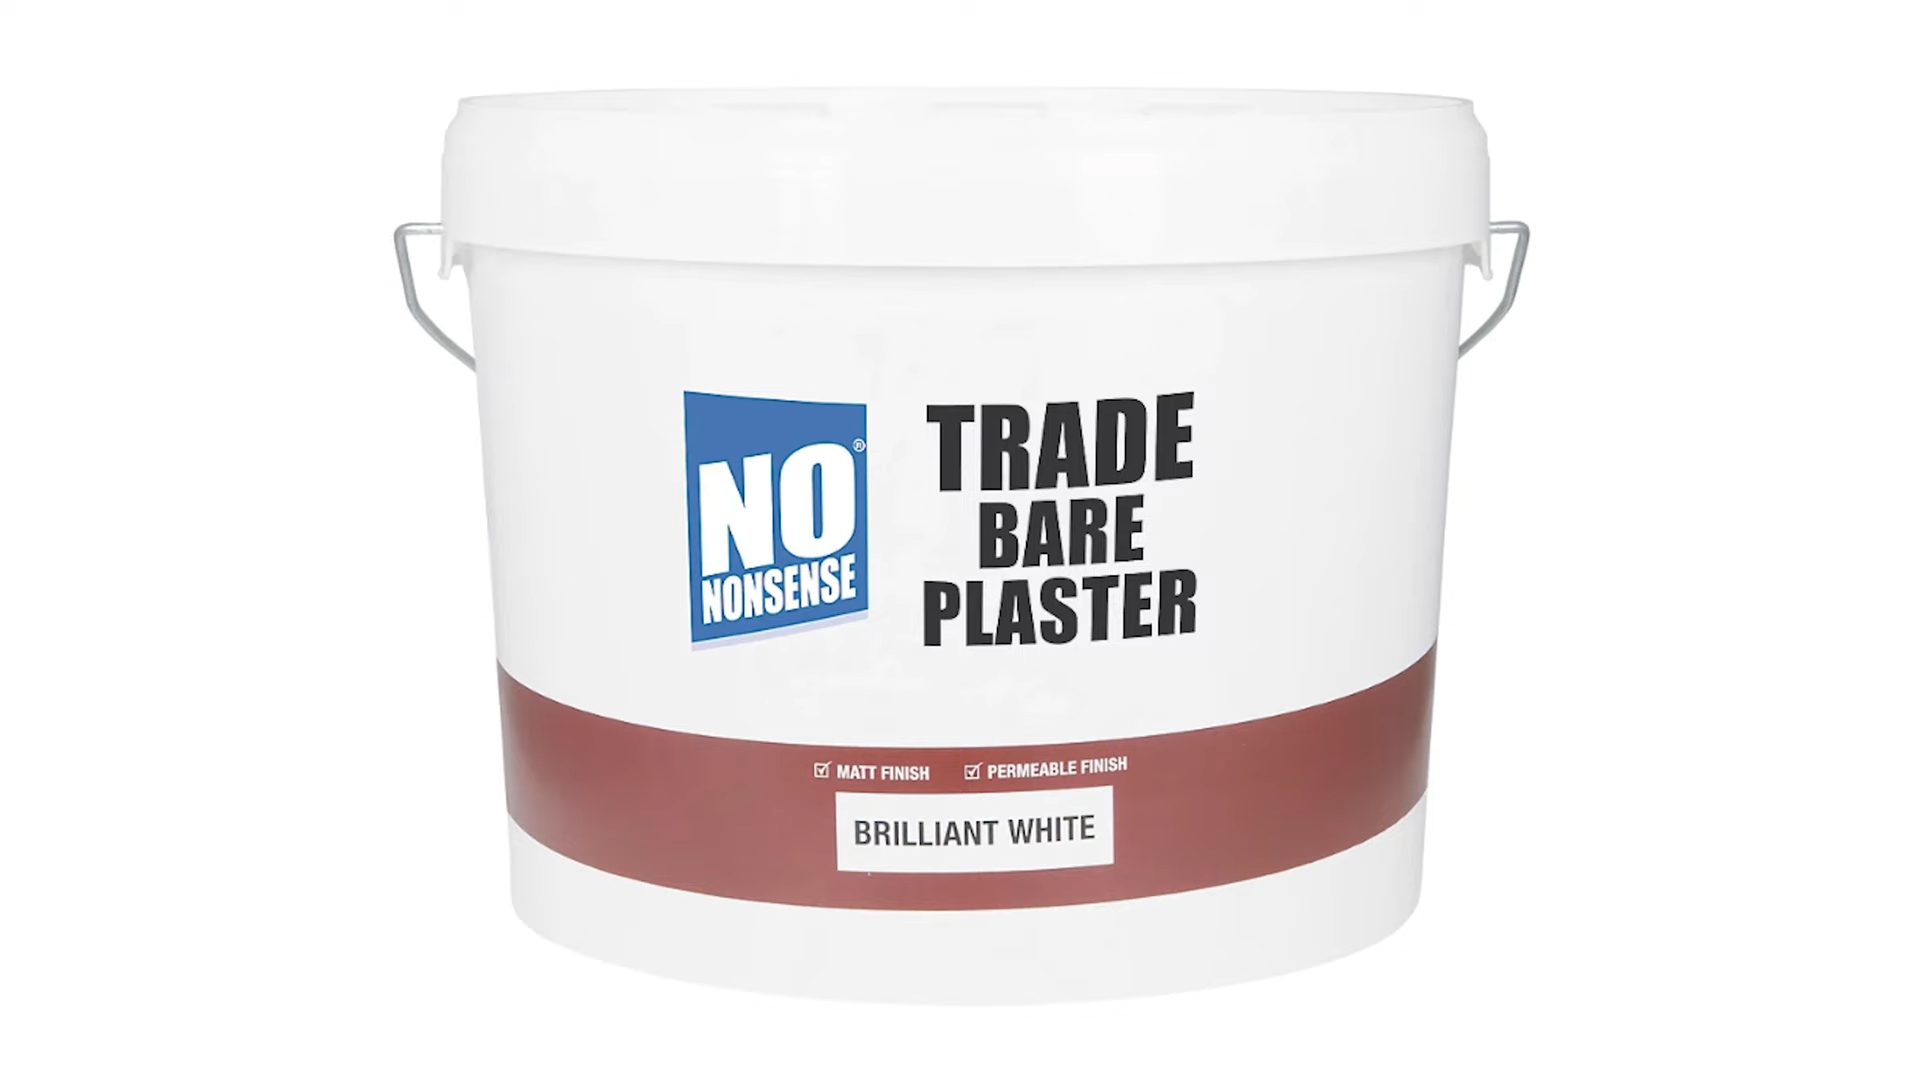 NO
NONSENSE
®
TRADE
BARE
PLASTER
MATT FINISH
PERMEABLE FINISH
BRILLIANT WHITE